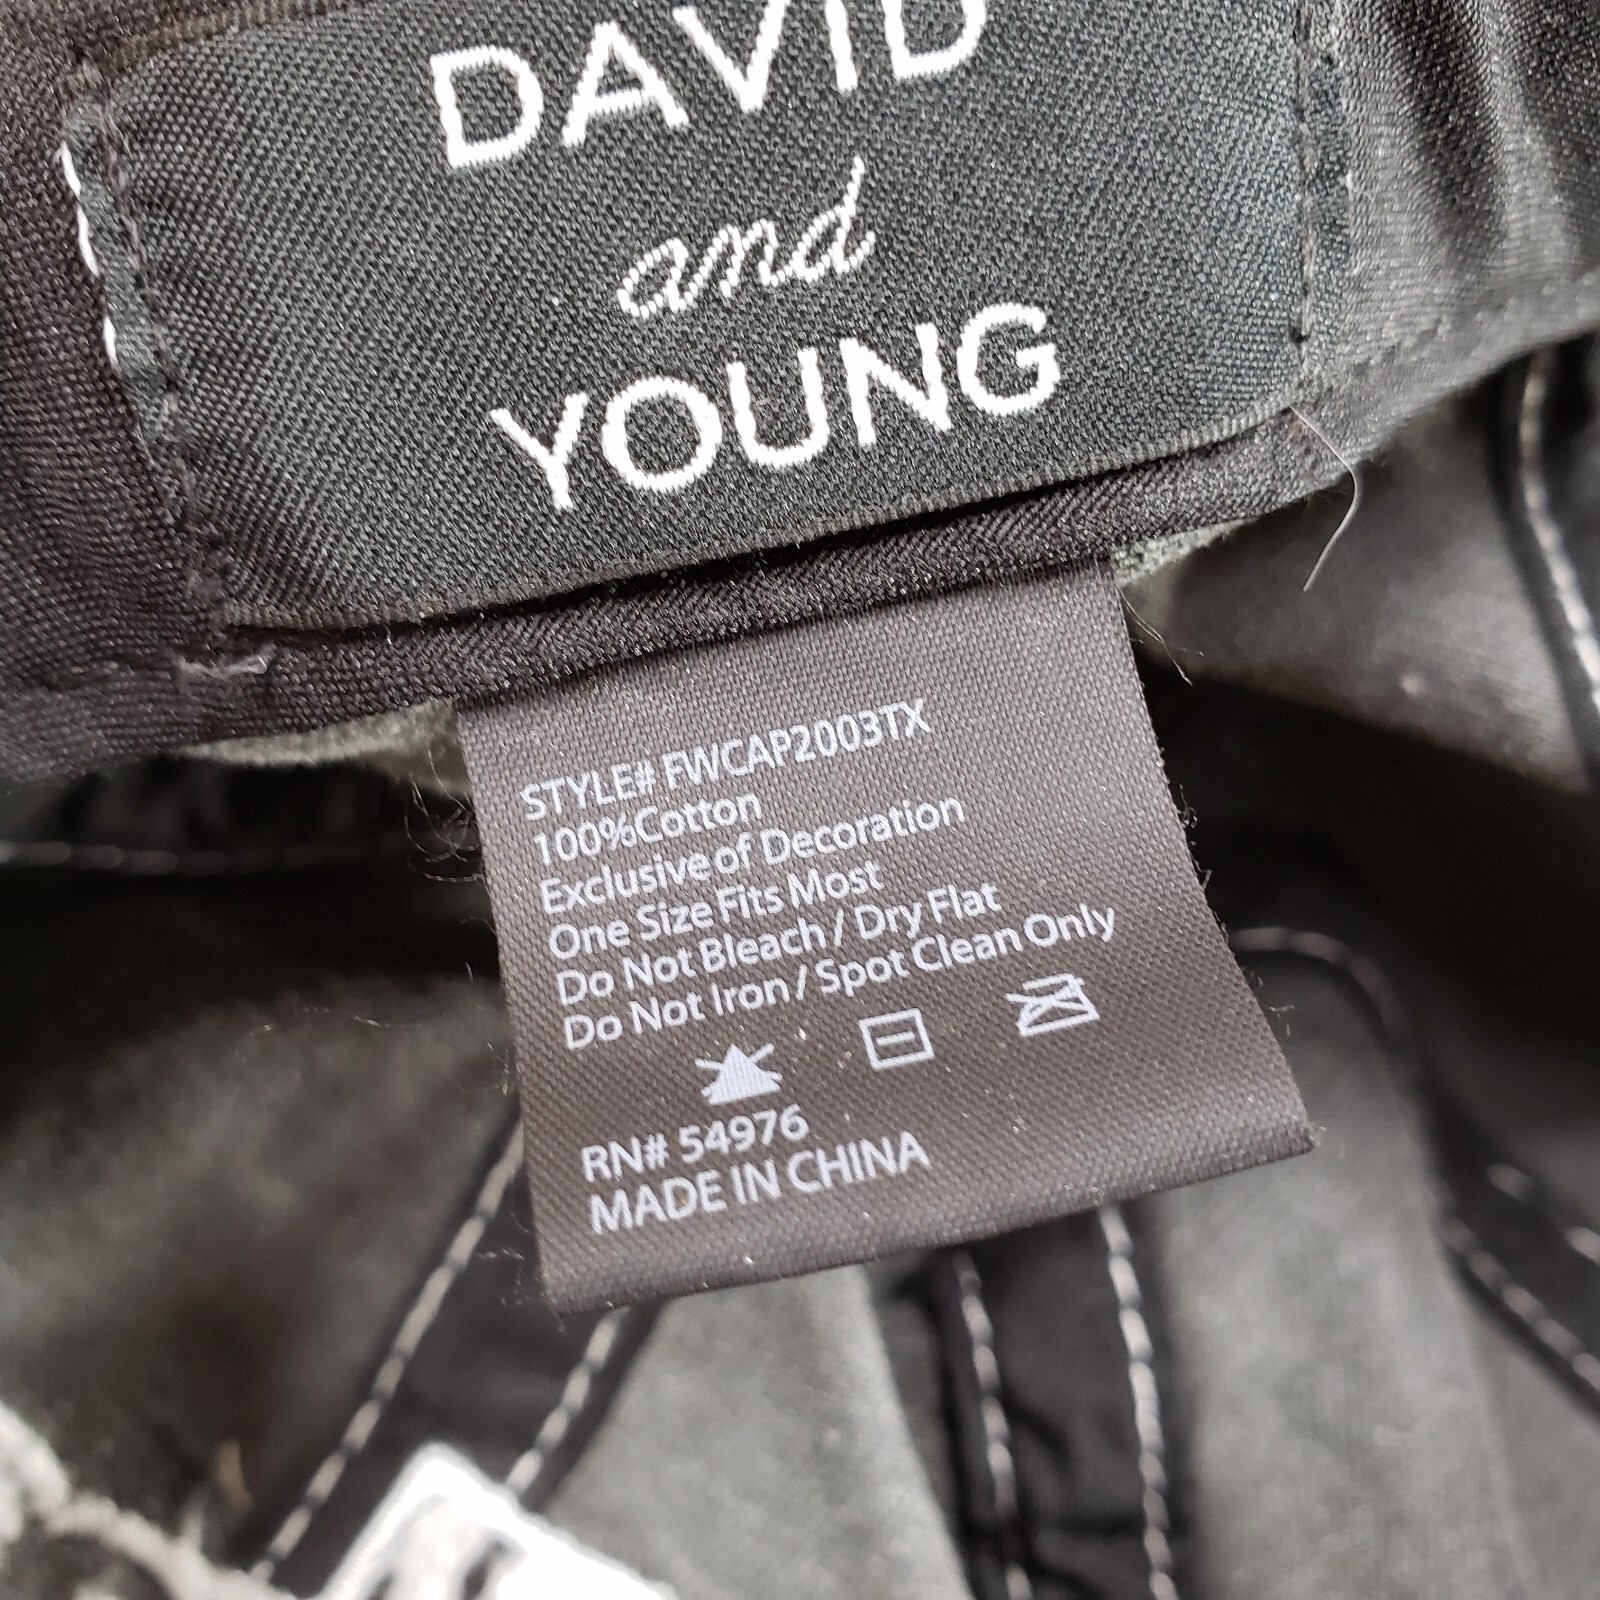 DAVID
and
YOUNG
STYLE# FWCAP2003TX
100%Cotton
Exclusive of Decoration
One Size Fits Most
Do Not Bleach / Dry Flat
Do Not Iron / Spot Clean Only
RN# 54976
MADE IN CHINA